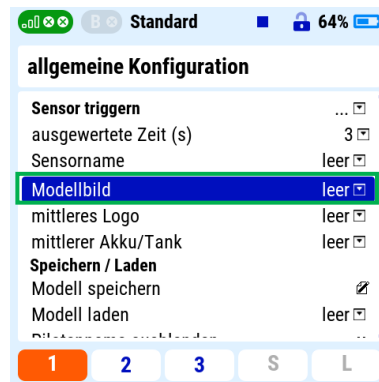 B Standard 64%
allgemeine Konfiguration
Sensor triggern ...
ausgewertete Zeit (s) 3
Sensorname leer
Modellbild leer
mittleres Logo leer
mittlerer Akku/Tank leer
Speichern / Laden
Modell speichern
Modell laden leer
1 2 3 S L